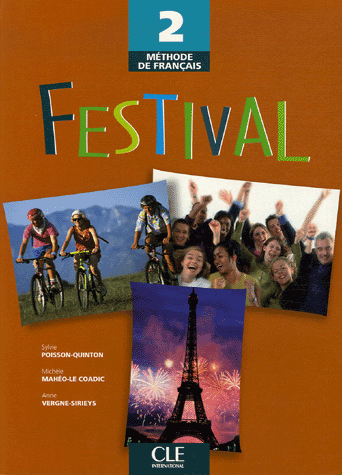 2
MÉTHODE
DE FRANÇAIS
FESTIVAL
Sylvie
POISSON-QUINTON
Michèle
MAHÉO-LE COADIC
Anne
VERGNE-SIRIEYS
CLE
INTERNATIONAL